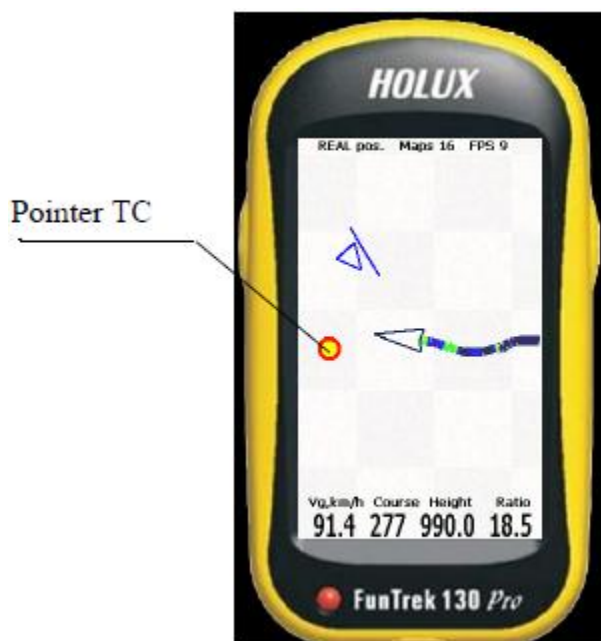 HOLUX
REAL pos. Maps 16 FPS 9
Pointer TC
Vg,km/h Course Height Ratio
91.4 277 990.0 18.5
FunTrek 130 Pro